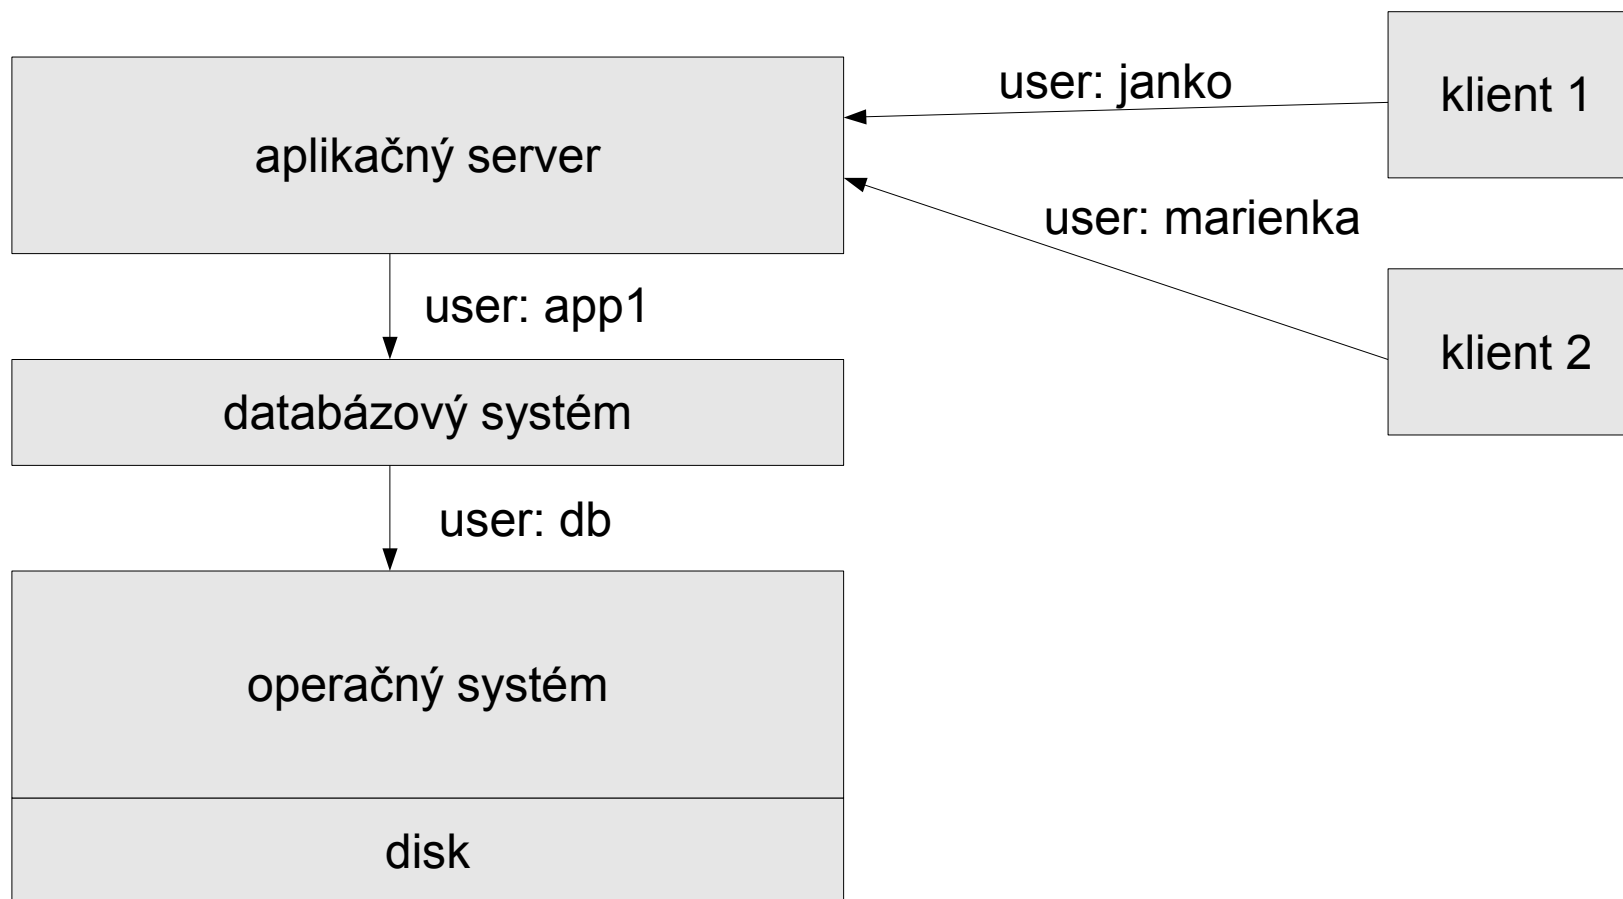 user: janko
klient 1
aplikačný server
user: marienka
user: app1
klient 2
databázový systém
user: db
operačný systém
disk